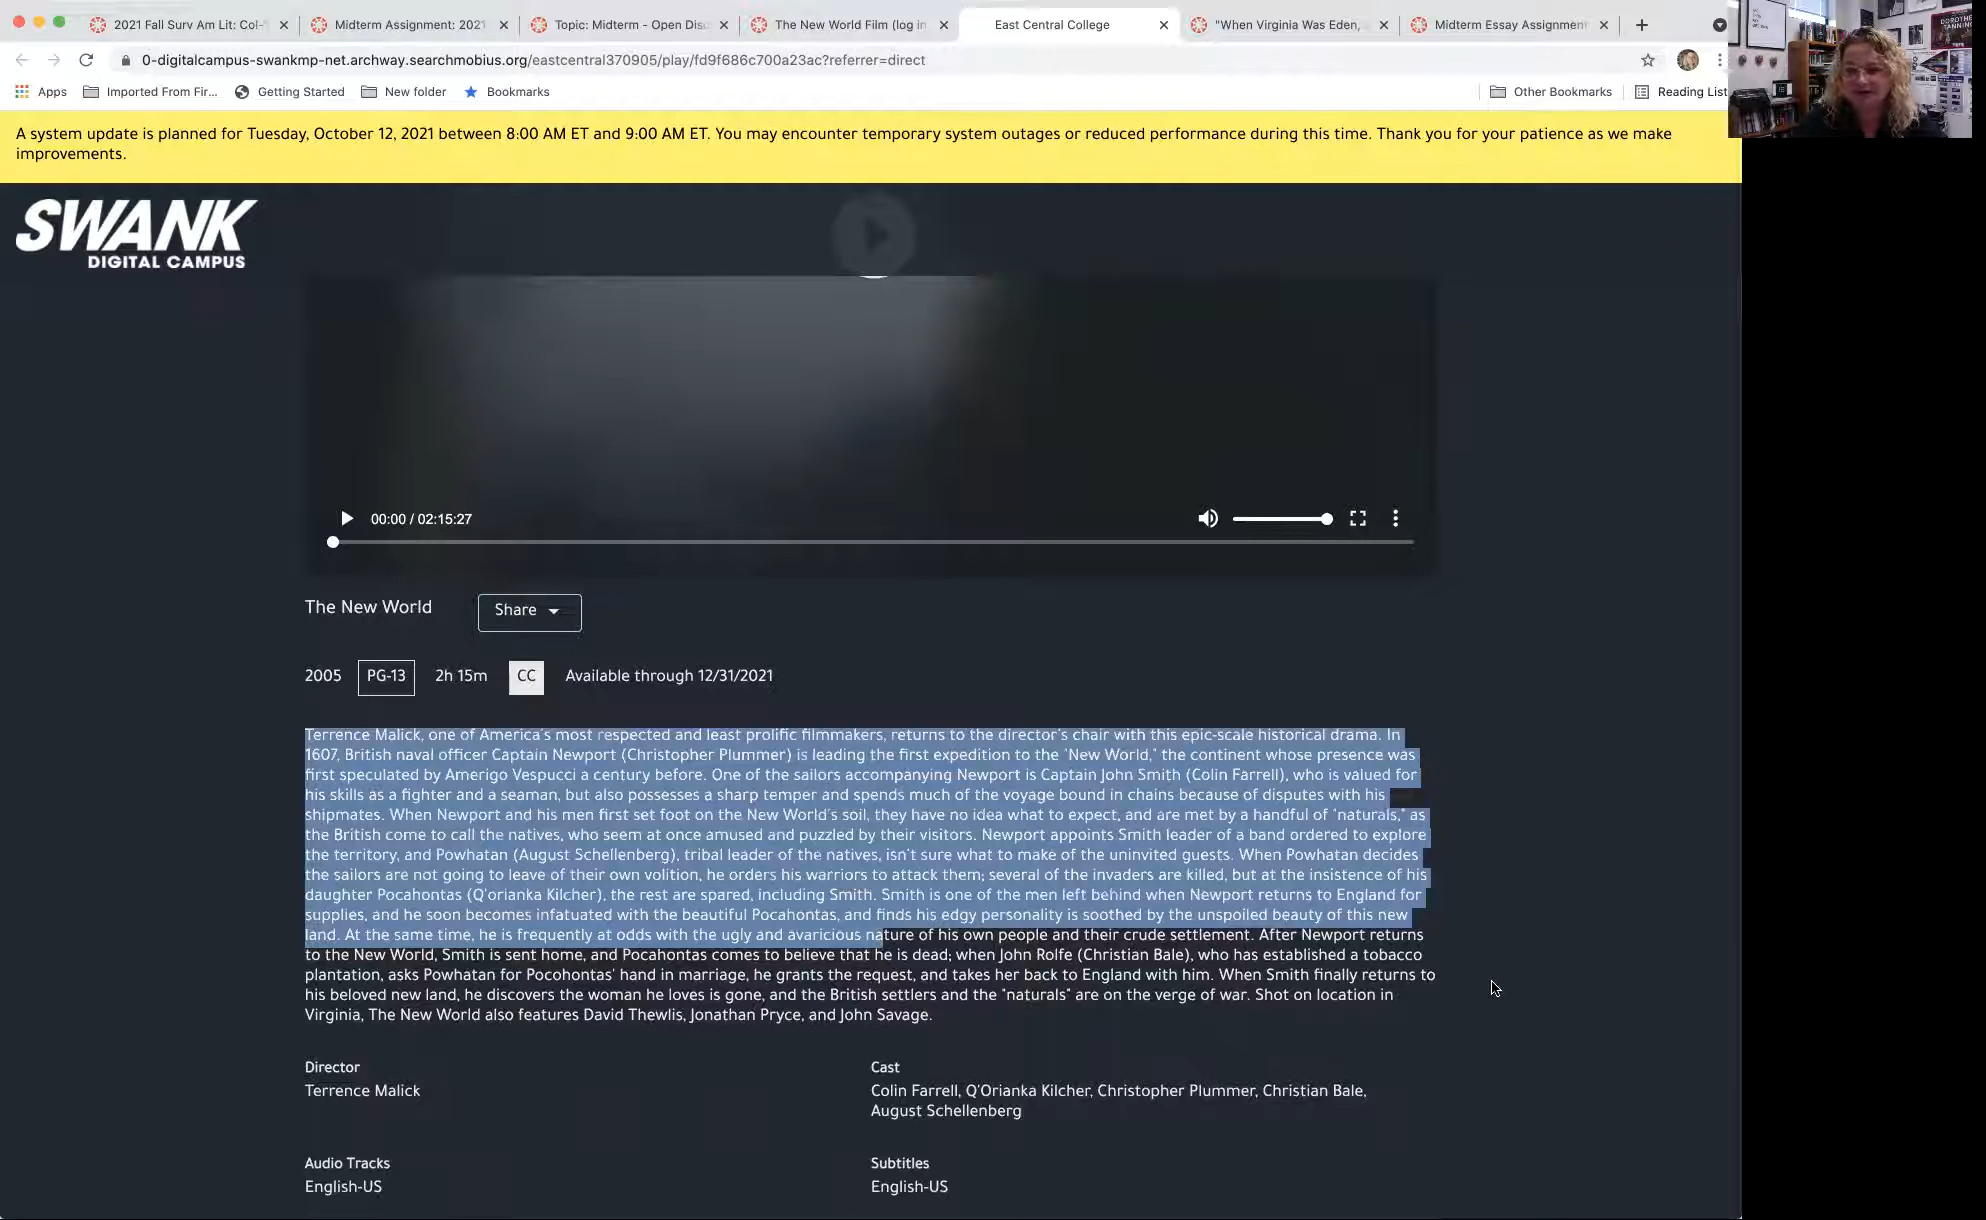 2021 Fall Surv Am Lit: Col-
Midterm Assignment: 2021
Topic: Midterm - Open Disc
The New World Film (log in
East Central College
"When Virginia Was Eden,
Midterm Essay Assignment
0-digitalcampus-swankmp-net.archway.searchmobius.org/eastcentral370905/play/fd9f686c700a23ac?referrer=direct
Apps Imported From Fir... Getting Started New folder Bookmarks Other Bookmarks Reading List
A system update is planned for Tuesday, October 12, 2021 between 8:00 AM ET and 9:00 AM ET. You may encounter temporary system outages or reduced performance during this time. Thank you for your patience as we make
improvements.
SWANK
DIGITAL CAMPUS
00:00 / 02:15:27
The New World Share
2005 PG-13 2h 15m CC Available through 12/31/2021
Terrence Malick, one of America's most respected and least prolific filmmakers, returns to the director's chair with this epic-scale historical drama. In
1607, British naval officer Captain Newport (Christopher Plummer) is leading the first expedition to the "New World," the continent whose presence was
first speculated by Amerigo Vespucci a century before. One of the sailors accompanying Newport is Captain John Smith (Colin Farrell), who is valued for
his skills as a fighter and a seaman, but also possesses a sharp temper and spends much of the voyage bound in chains because of disputes with his
shipmates. When Newport and his men first set foot on the New World's soil, they have no idea what to expect, and are met by a handful of "naturals," as
the British come to call the natives, who seem at once amused and puzzled by their visitors. Newport appoints Smith leader of a band ordered to explore
the territory, and Powhatan (August Schellenberg), tribal leader of the natives, isn't sure what to make of the uninvited guests. When Powhatan decides
the sailors are not going to leave of their own volition, he orders his warriors to attack them; several of the invaders are killed, but at the insistence of his
daughter Pocahontas (Q'orianka Kilcher), the rest are spared, including Smith. Smith is one of the men left behind when Newport returns to England for
supplies, and he soon becomes infatuated with the beautiful Pocahontas, and finds his edgy personality is soothed by the unspoiled beauty of this new
land. At the same time, he is frequently at odds with the ugly and avaricious nature of his own people and their crude settlement. After Newport returns
to the New World, Smith is sent home, and Pocahontas comes to believe that he is dead; when John Rolfe (Christian Bale), who has established a tobacco
plantation, asks Powhatan for Pocohontas' hand in marriage, he grants the request, and takes her back to England with him. When Smith finally returns to
his beloved new land, he discovers the woman he loves is gone, and the British settlers and the "naturals" are on the verge of war. Shot on location in
Virginia, The New World also features David Thewlis, Jonathan Pryce, and John Savage.
Director
Terrence Malick
Cast
Colin Farrell, Q'Orianka Kilcher, Christopher Plummer, Christian Bale,
August Schellenberg
Audio Tracks
English-US
Subtitles
English-US